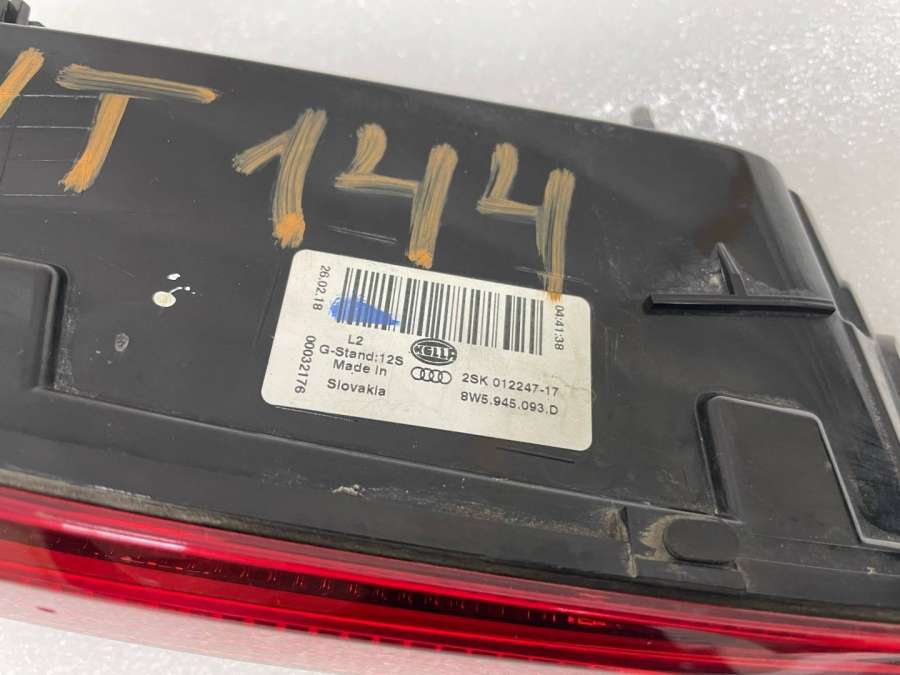 T 144
26.02.18
04:41:38
00032176
L2
G-Stand:12S
Made in
Slovakia
HELLA
2SK 012247-17
8W5.945.093.D